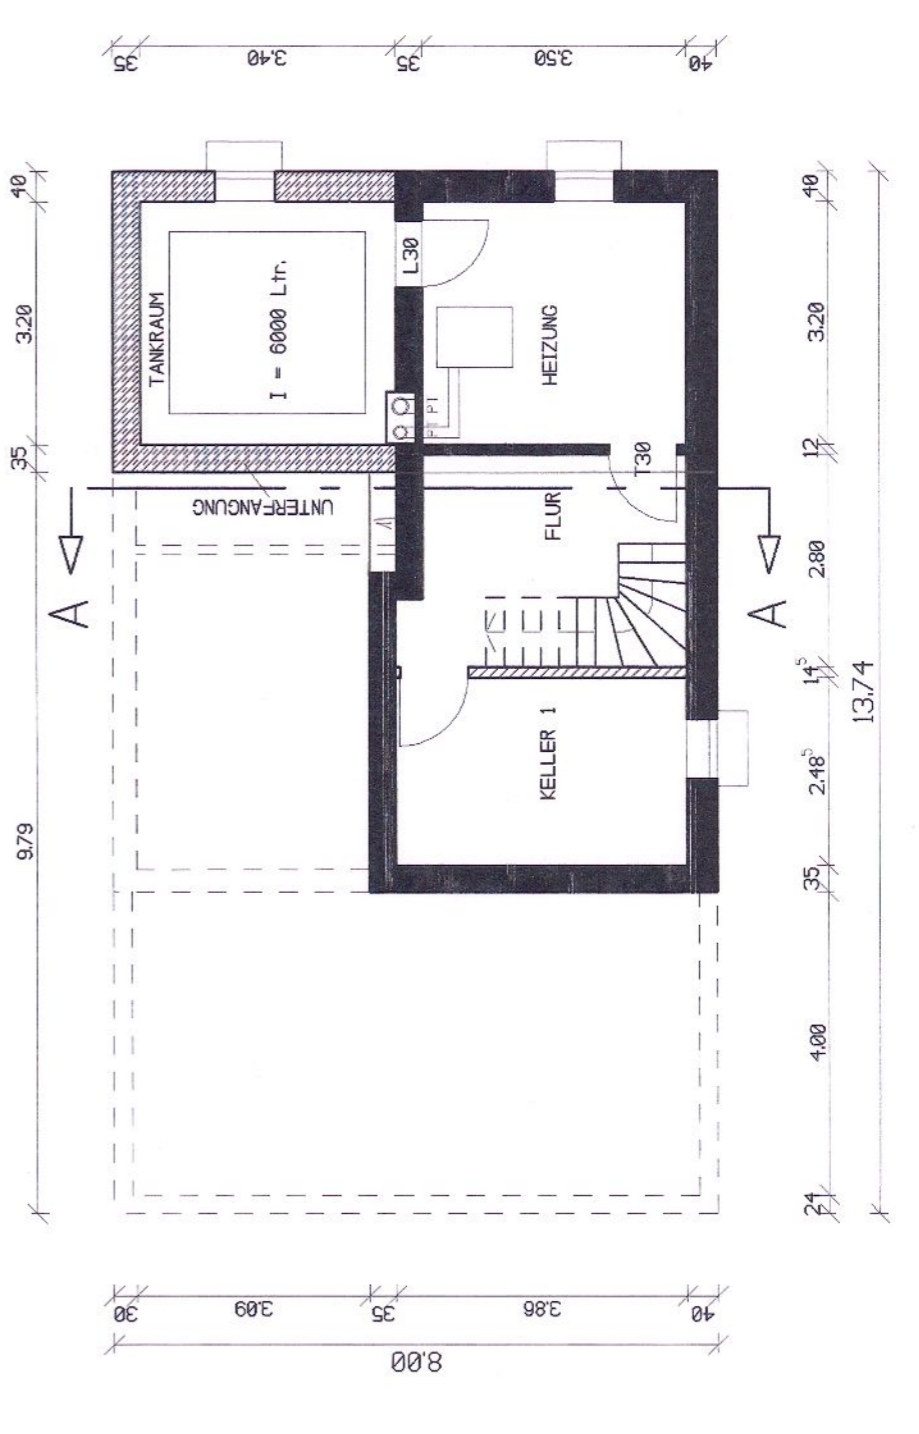 35
3.40
35
3.50
40
40
3.20
35
9.79
TANKRAUM
I = 6000 Ltr.
L30
HEIZUNG
PT
T30
UNTERFANGUNG
FLUR
A
A
KELLER 1
40
3.20
12
2.80
14⁵
2.48⁵
35
4.00
24
13.74
30
3.09
35
3.86
40
8.00